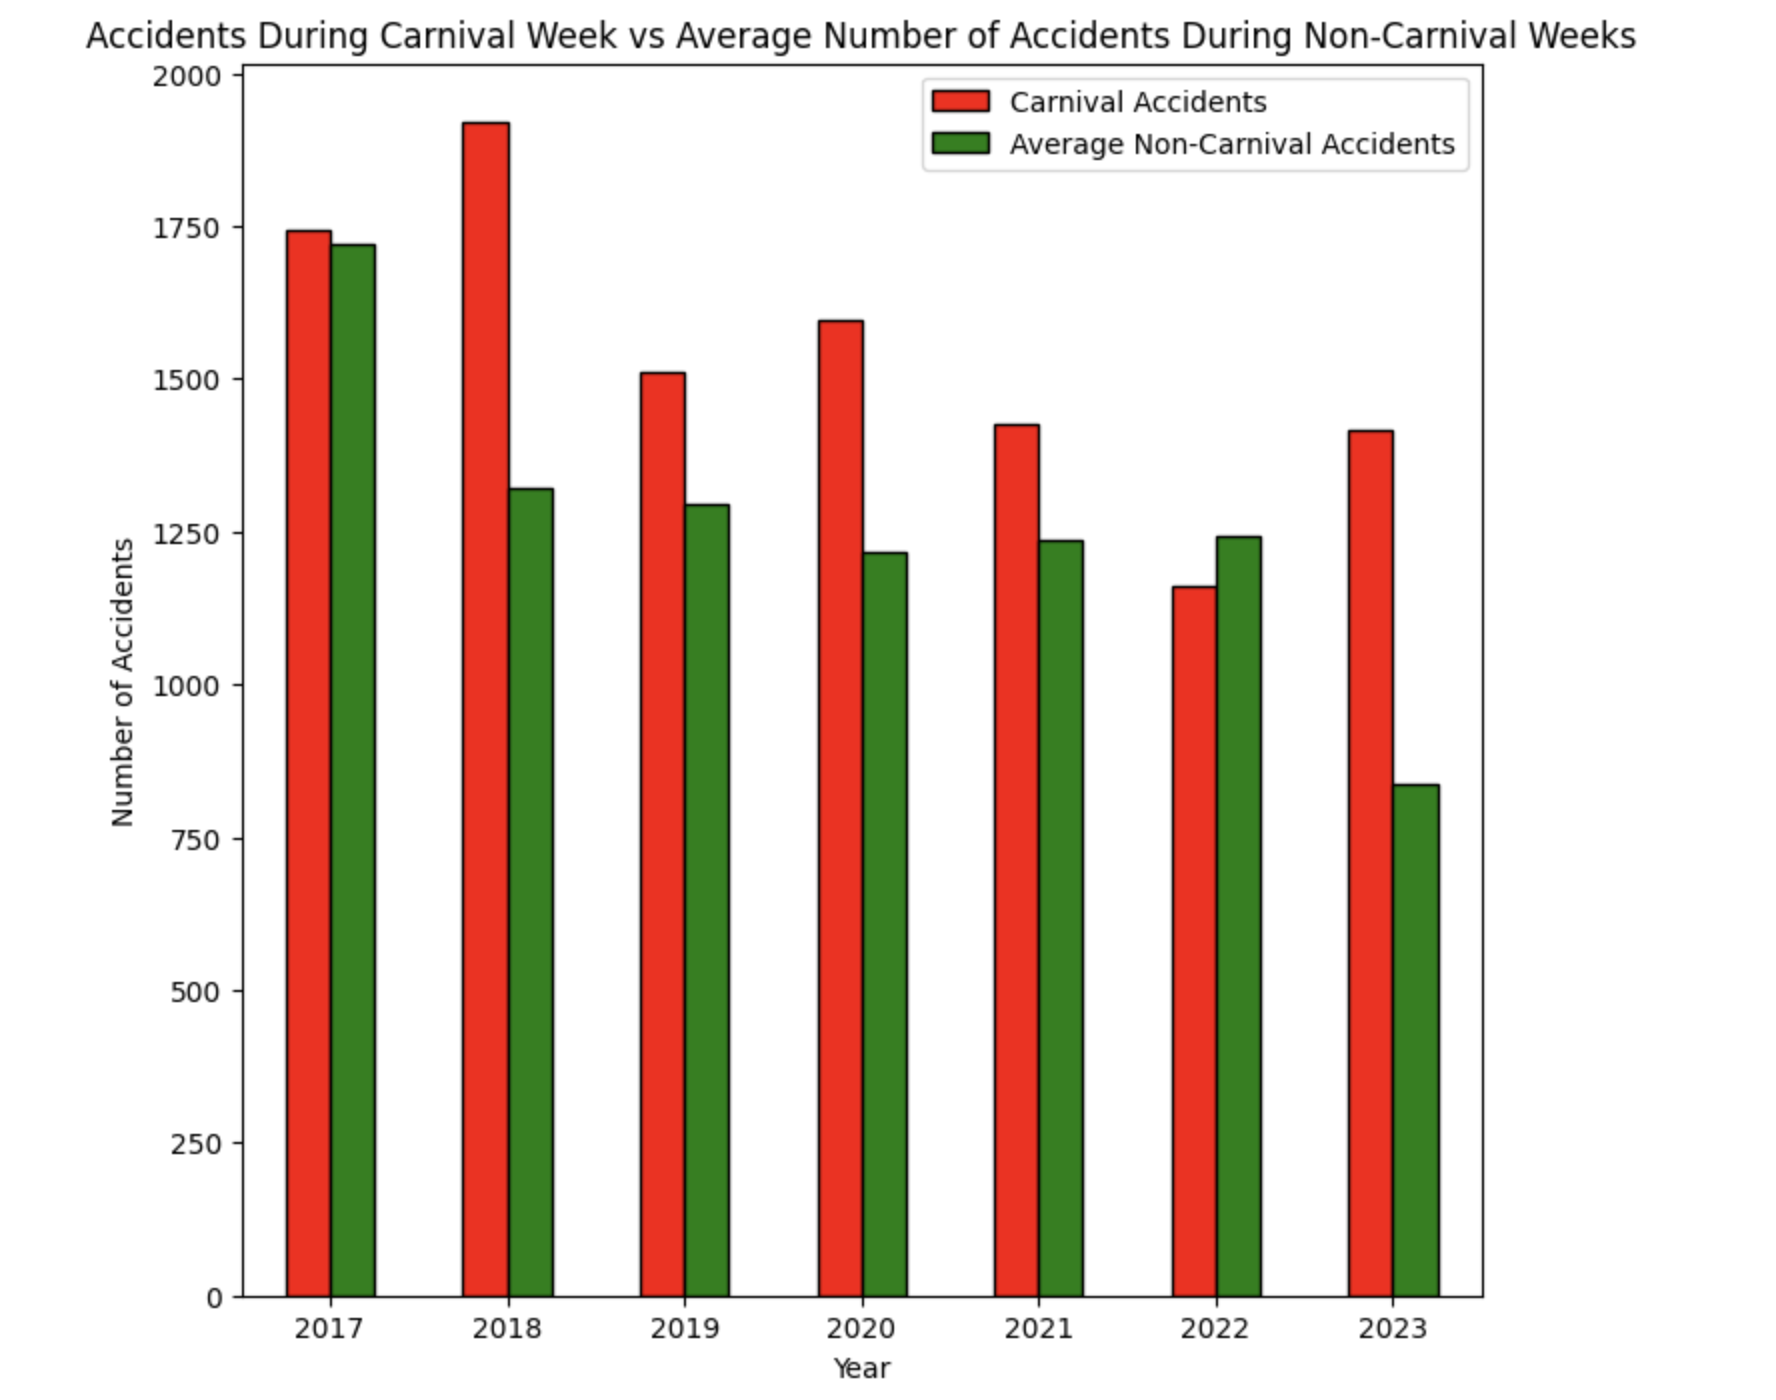 Accidents During Carnival Week vs Average Number of Accidents During Non-Carnival Weeks
Carnival Accidents
Average Non-Carnival Accidents
Number of Accidents
2000
1750
1500
1250
1000
750
500
250
0
2017 2018 2019 2020 2021 2022 2023
Year